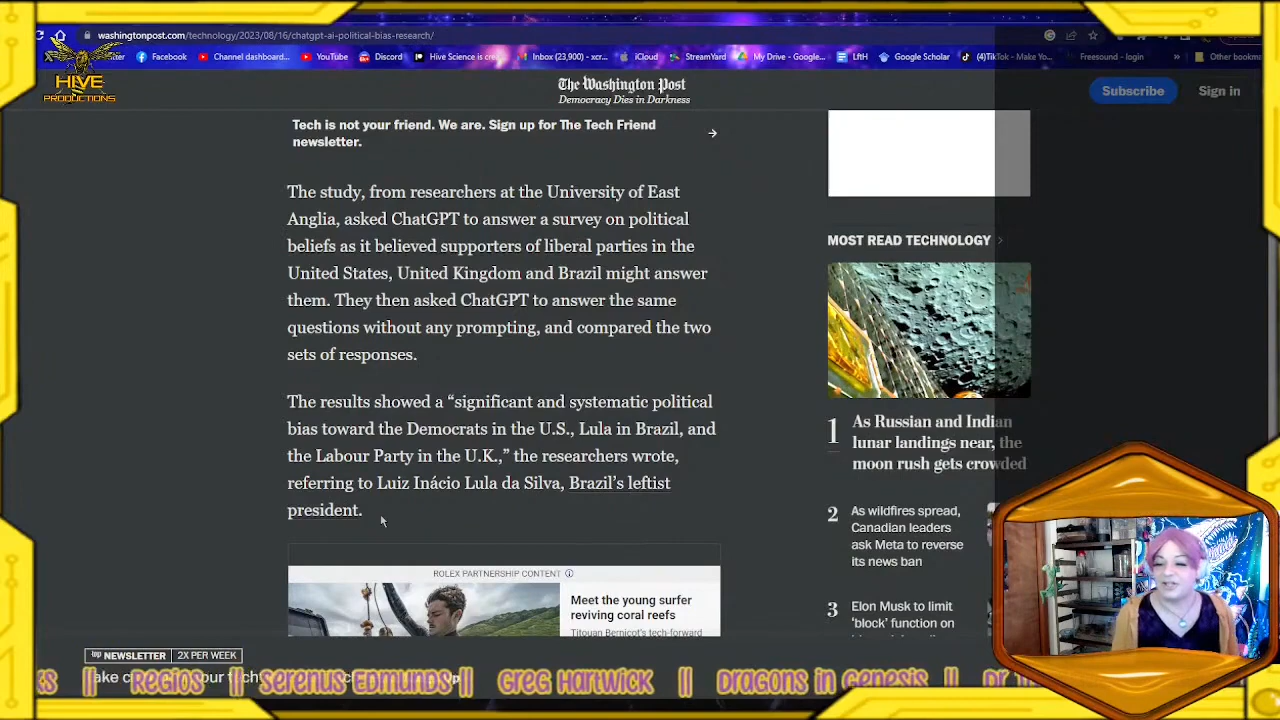 washingtonpost.com/technology/2023/08/16/chatgpt-ai-political-bias-research/
Facebook
Channel dashboard...
YouTube
Discord
Hive Science is crea...
Inbox (23,900) - xcr...
iCloud
StreamYard
My Drive - Google...
LftH
Google Scholar
(4)TikTok - Make Yo...
Freesound - login
»
Other bookma
HIVE
PRODUCTIONS
The Washington Post
Democracy Dies in Darkness
Subscribe
Sign in
Tech is not your friend. We are. Sign up for The Tech Friend
newsletter.
The study, from researchers at the University of East
Anglia, asked ChatGPT to answer a survey on political
beliefs as it believed supporters of liberal parties in the
United States, United Kingdom and Brazil might answer
them. They then asked ChatGPT to answer the same
questions without any prompting, and compared the two
sets of responses.
The results showed a “significant and systematic political
bias toward the Democrats in the U.S., Lula in Brazil, and
the Labour Party in the U.K.,” the researchers wrote,
referring to Luiz Inácio Lula da Silva, Brazil’s leftist
president.
ROLEX PARTNERSHIP CONTENT
Meet the young surfer
reviving coral reefs
Titouan Bernicot's tech-forward
MOST READ TECHNOLOGY
1 As Russian and Indian
lunar landings near, the
moon rush gets crowded
2 As wildfires spread,
Canadian leaders
ask Meta to reverse
its news ban
3 Elon Musk to limit
‘block’ function on
NEWSLETTER 2X PER WEEK
|| Regios || Serenus Edmunds || Greg Hartwick || Dragons in Genesis ||